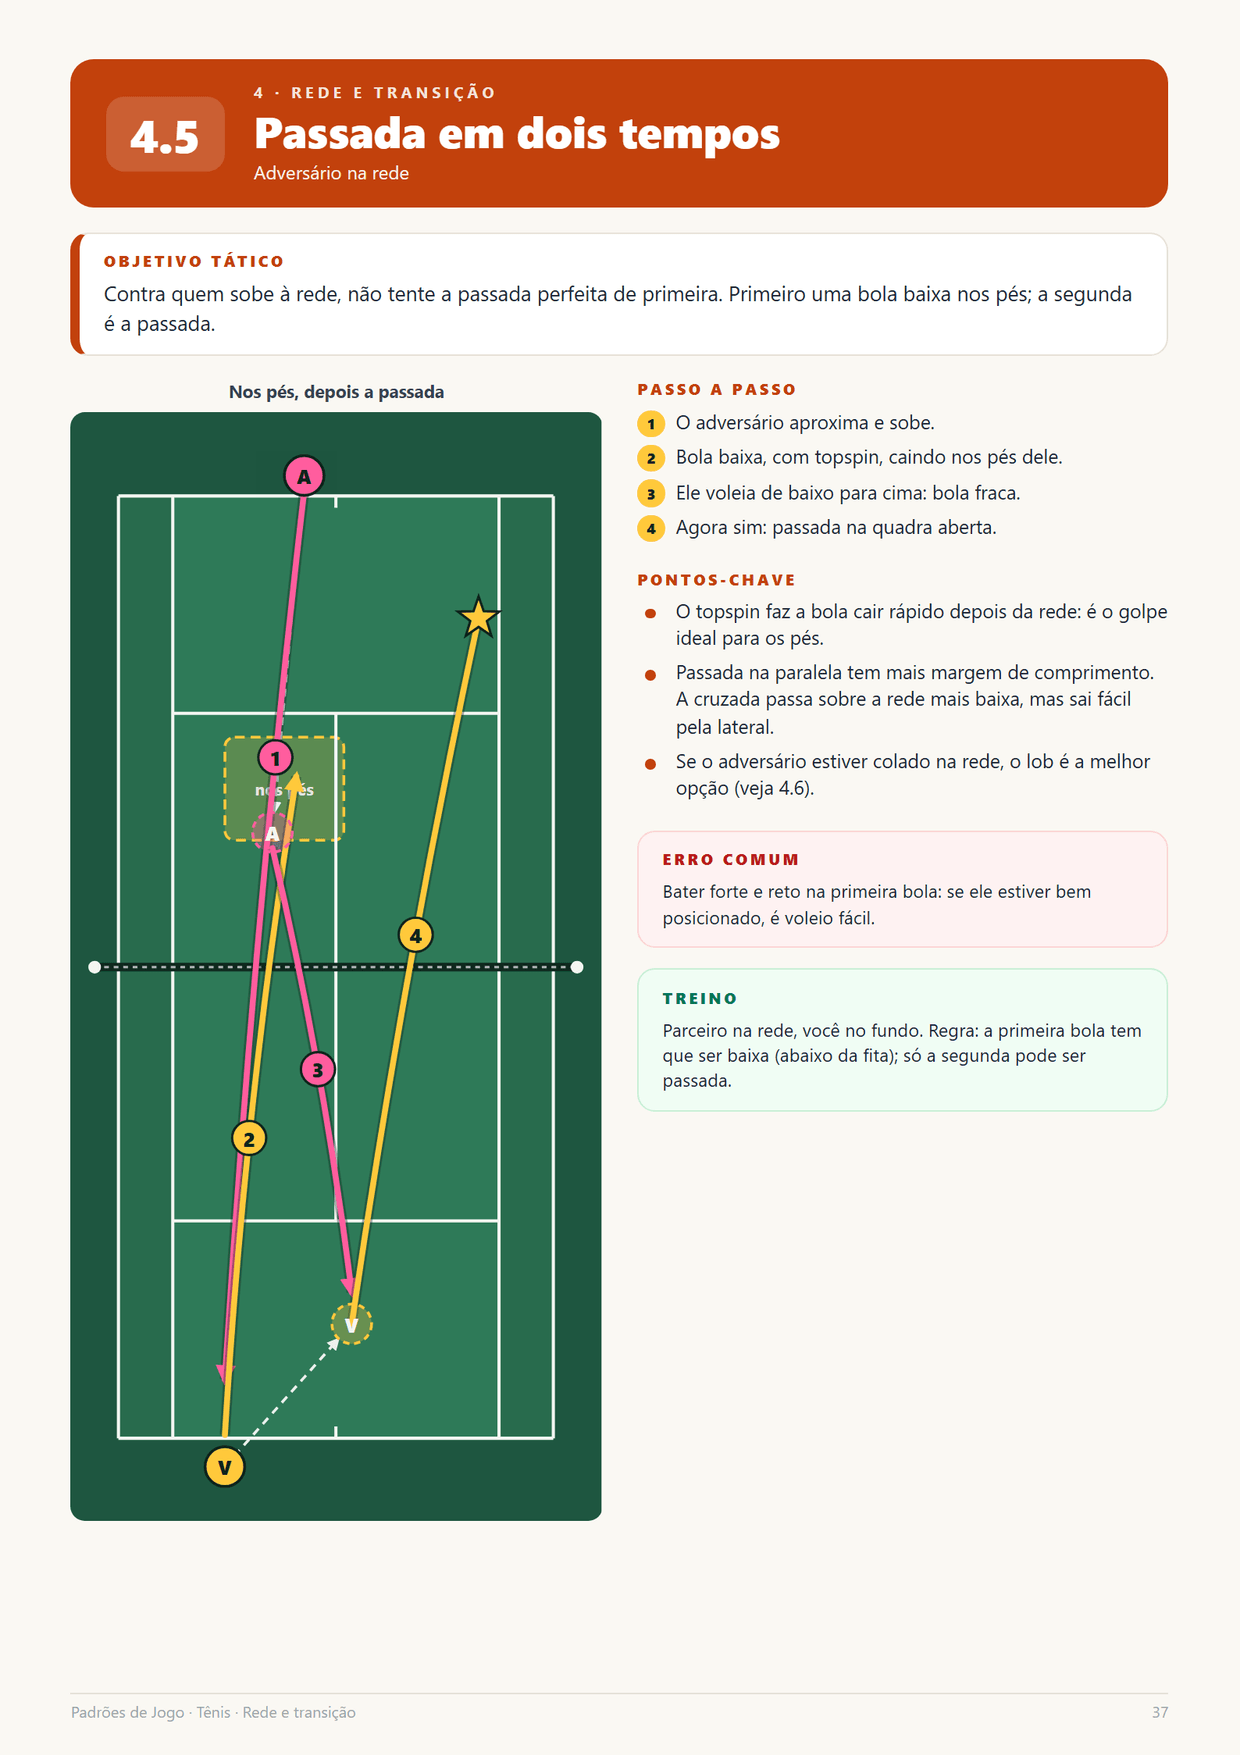 4 · REDE E TRANSIÇÃO
4.5
Passada em dois tempos
Adversário na rede
OBJETIVO TÁTICO
Contra quem sobe à rede, não tente a passada perfeita de primeira. Primeiro uma bola baixa nos pés; a segunda
é a passada.
Nos pés, depois a passada
A
1
nos pés
A
4
3
2
V
V
PASSO A PASSO
1 O adversário aproxima e sobe.
2 Bola baixa, com topspin, caindo nos pés dele.
3 Ele voleia de baixo para cima: bola fraca.
4 Agora sim: passada na quadra aberta.
PONTOS-CHAVE
O topspin faz a bola cair rápido depois da rede: é o golpe
ideal para os pés.
Passada na paralela tem mais margem de comprimento.
A cruzada passa sobre a rede mais baixa, mas sai fácil
pela lateral.
Se o adversário estiver colado na rede, o lob é a melhor
opção (veja 4.6).
ERRO COMUM
Bater forte e reto na primeira bola: se ele estiver bem
posicionado, é voleio fácil.
TREINO
Parceiro na rede, você no fundo. Regra: a primeira bola tem
que ser baixa (abaixo da fita); só a segunda pode ser
passada.
Padrões de Jogo · Tênis · Rede e transição
37